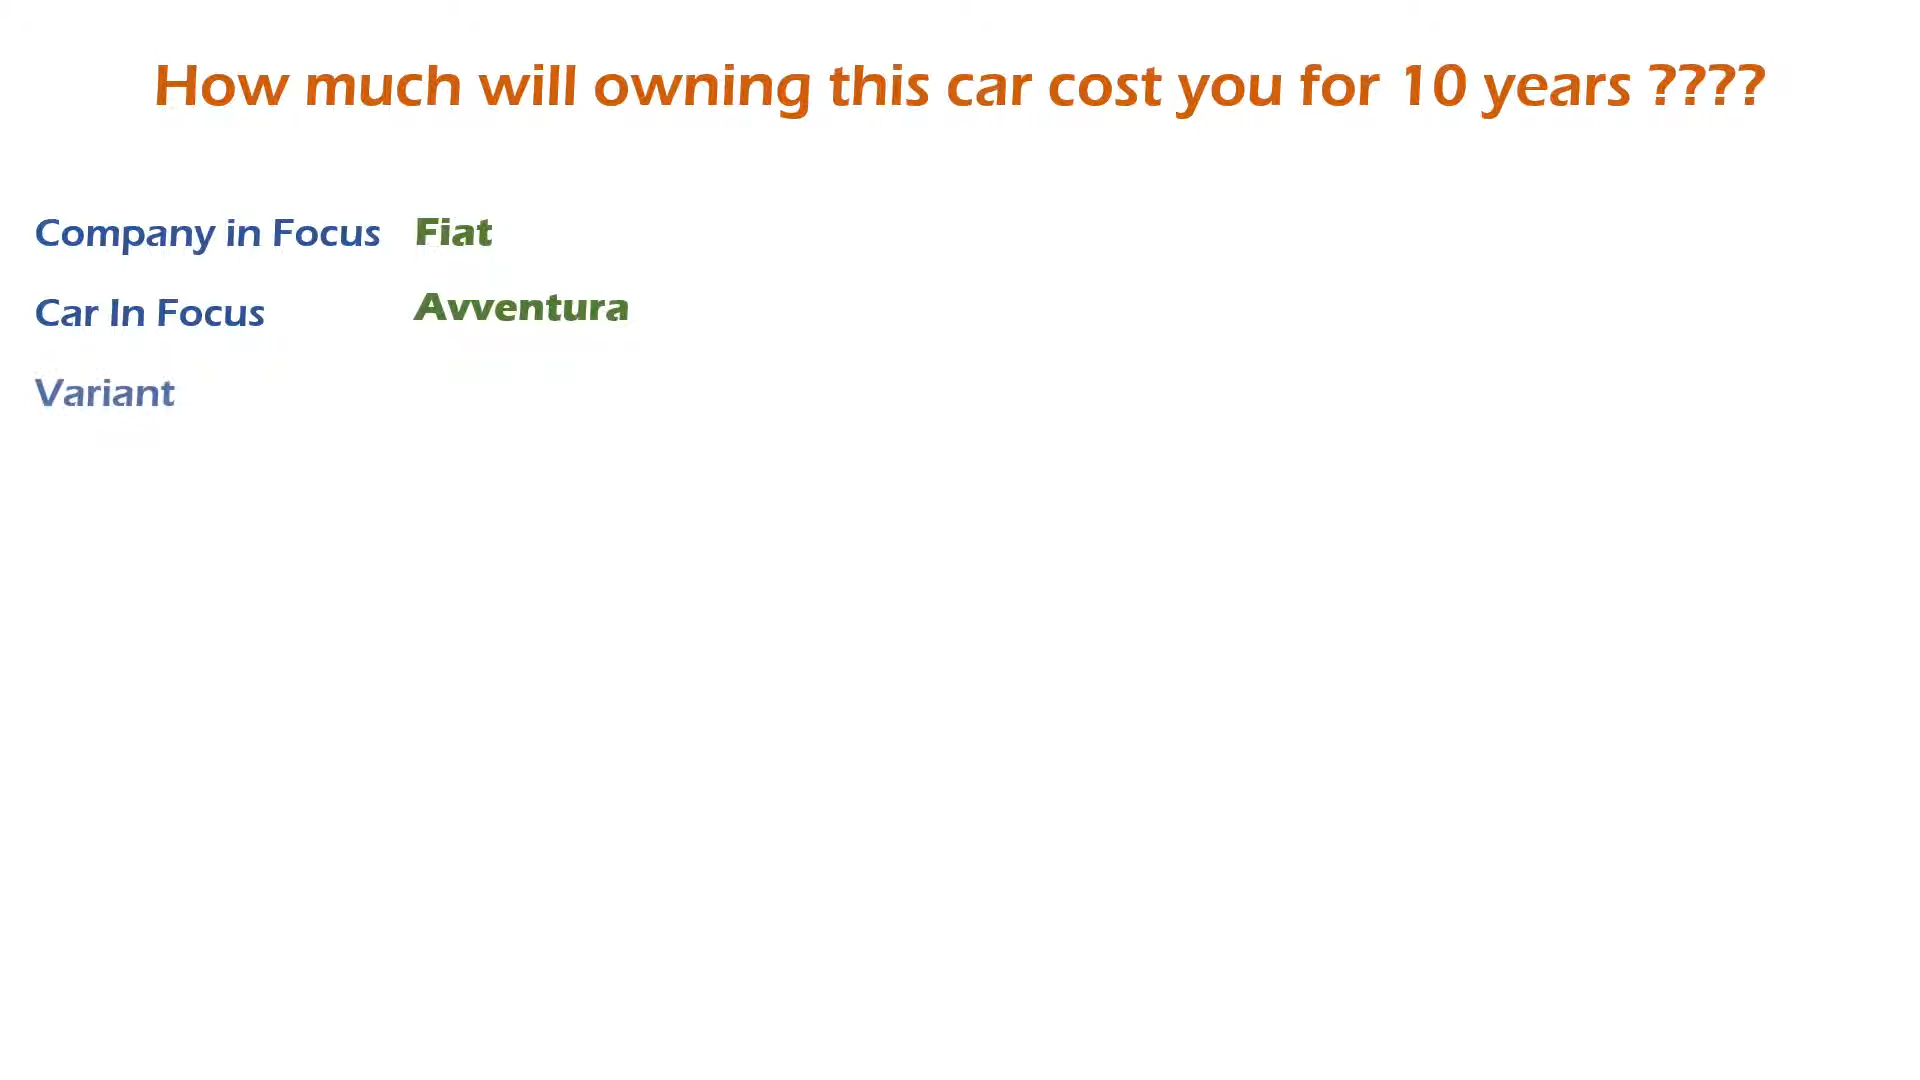 How much will owning this car cost you for 10 years ????
Company in Focus Fiat
Car In Focus Avventura
Variant